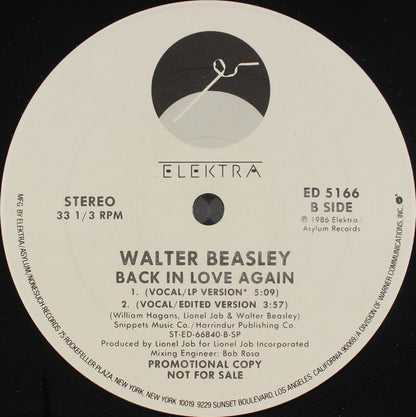 ELEKTRA
STEREO
33 1/3 RPM
ED 5166
B SIDE
℗ 1986 Elektra/
Asylum Records
WALTER BEASLEY
BACK IN LOVE AGAIN
1. (VOCAL/LP VERSION* 5:09)
2. (VOCAL/EDITED VERSION 3:57)
(William Hagans, Lionel Job & Walter Beasley)
Snippets Music Co./Harrindur Publishing Co.
ST-ED-66840-B-SP
Produced by Lionel Job for Lionel Job Incorporated
Mixing Engineer: Bob Rosa
PROMOTIONAL COPY
NOT FOR SALE
MFG. BY ELEKTRA/ASYLUM/NONESUCH RECORDS 75 ROCKEFELLER PLAZA, NEW YORK, NEW YORK 10019. 9229 SUNSET BOULEVARD, LOS ANGELES, CALIFORNIA 90069/A DIVISION OF WARNER COMMUNICATIONS, INC.